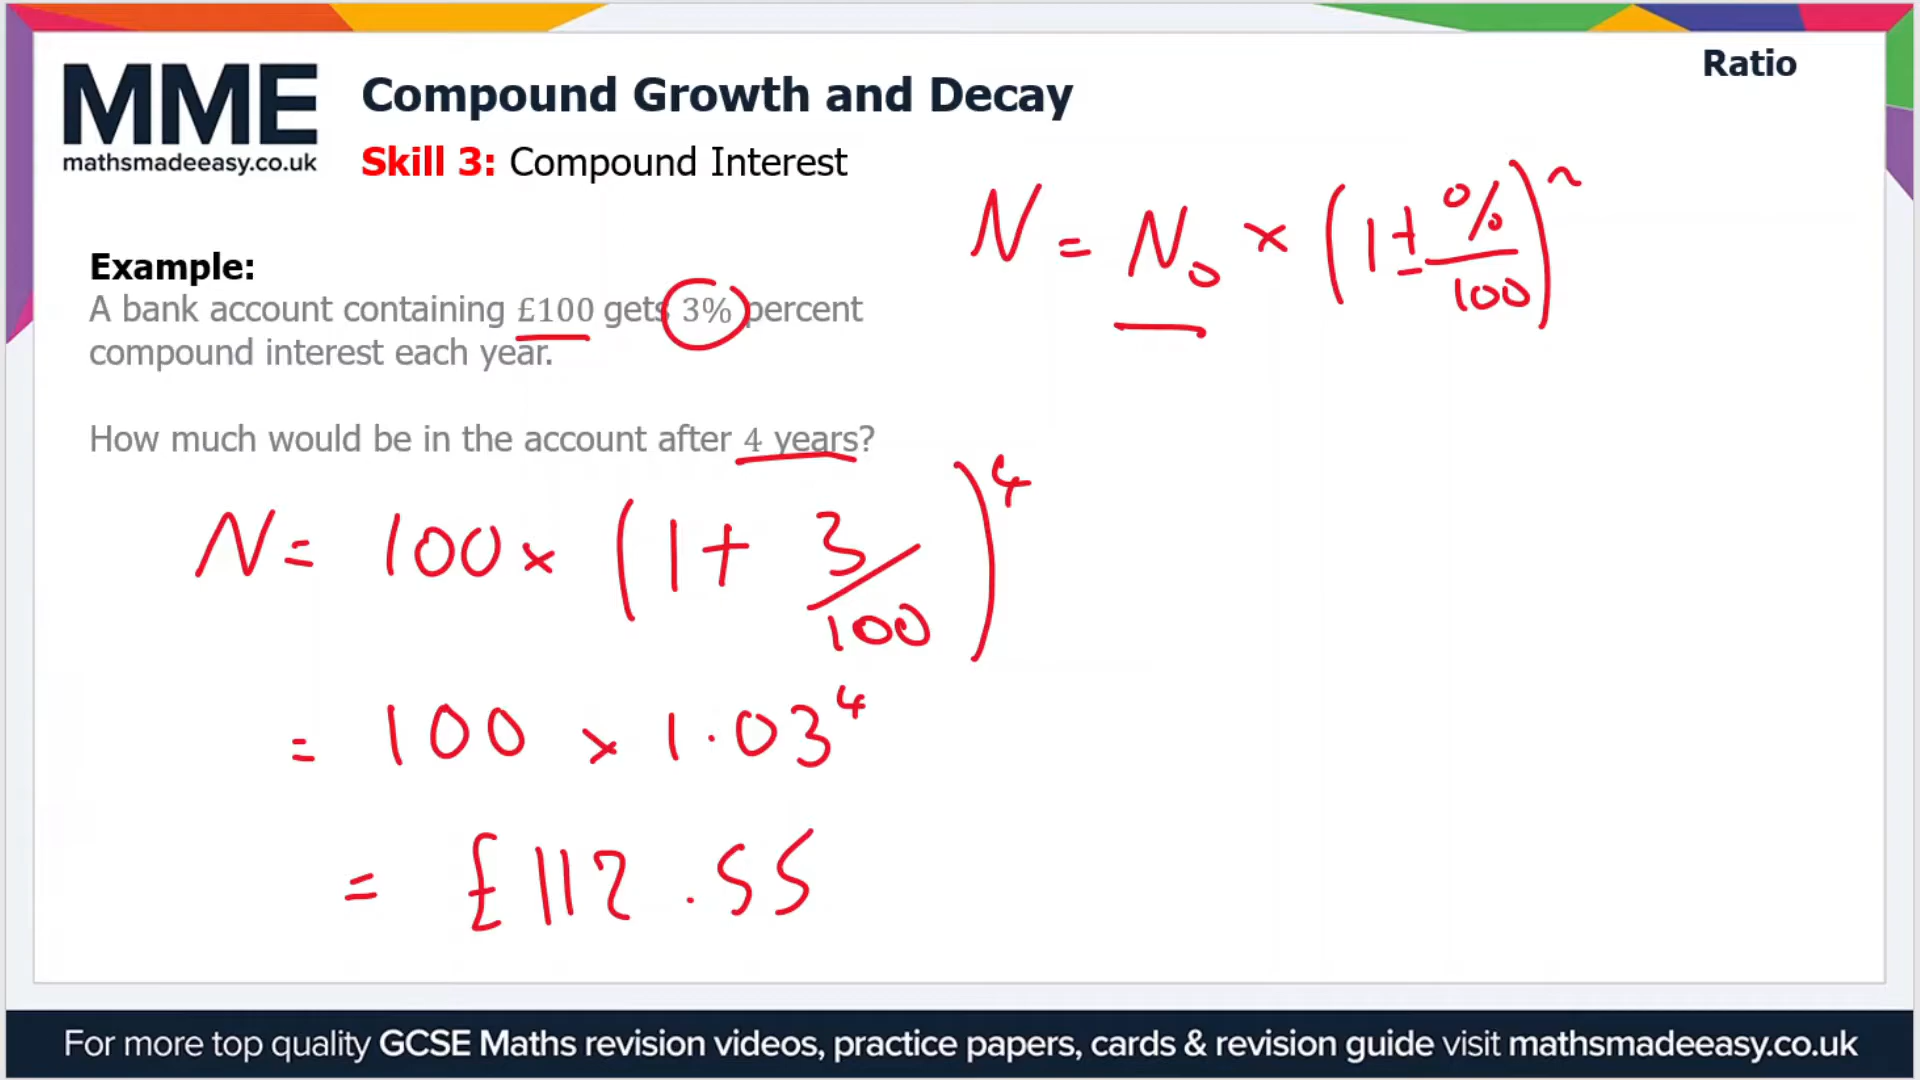 Ratio
MME
mathsmadeeasy.co.uk
Compound Growth and Decay
Skill 3: Compound Interest
N = N₀ × (1 ± %/100)ⁿ
Example:
A bank account containing £100 gets 3% percent
compound interest each year.
How much would be in the account after 4 years?
N = 100 × (1 + 3/100)⁴
= 100 × 1.03⁴
= £112.55
For more top quality GCSE Maths revision videos, practice papers, cards & revision guide visit mathsmadeeasy.co.uk